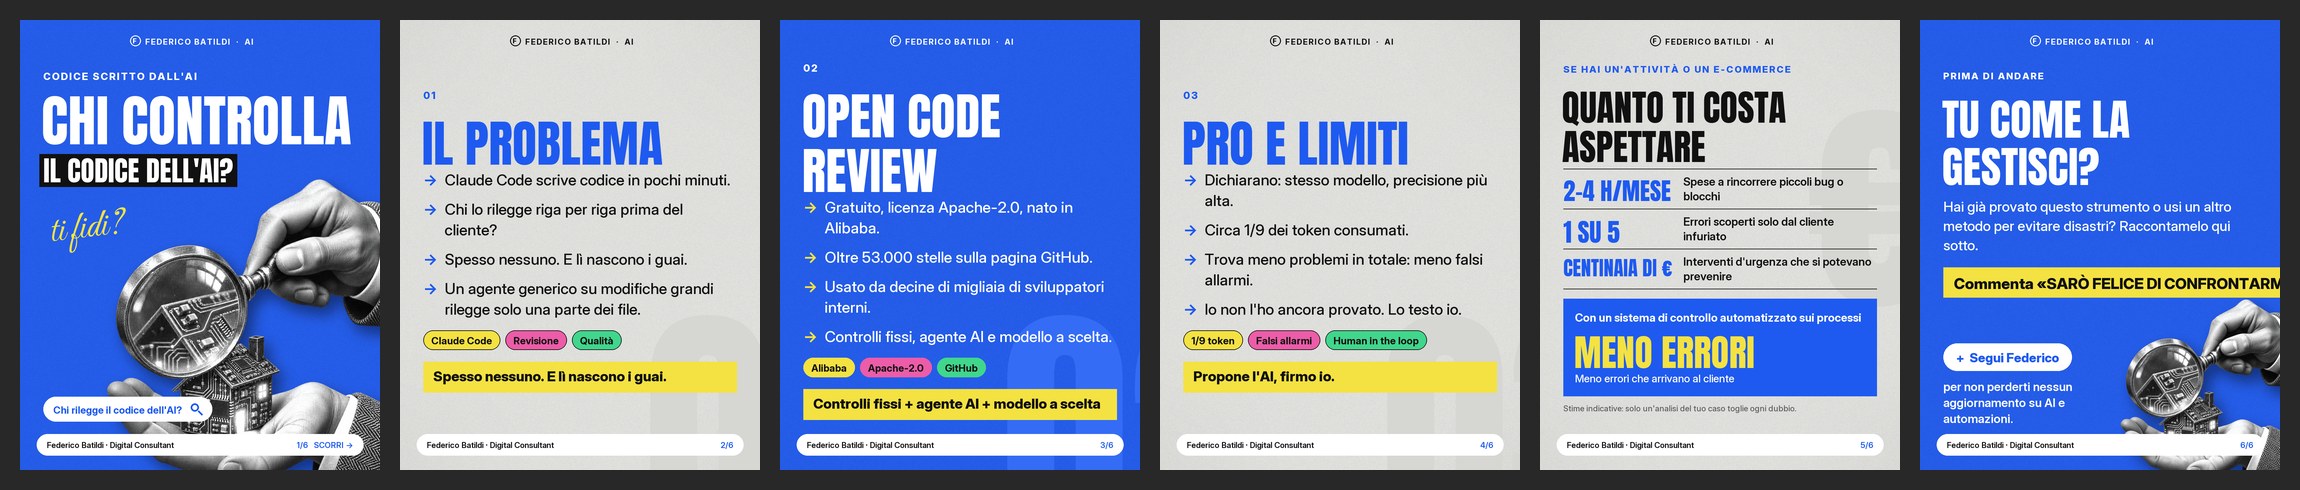 FEDERICO BATILDI · AI
CODICE SCRITTO DALL'AI
CHI CONTROLLA
IL CODICE DELL'AI?
ti fidi?
Chi rilegge il codice dell'AI?
Federico Batildi · Digital Consultant
1/6 SCORRI →
FEDERICO BATILDI · AI
01
IL PROBLEMA
→ Claude Code scrive codice in pochi minuti.
→ Chi lo rilegge riga per riga prima del
cliente?
→ Spesso nessuno. E lì nascono i guai.
→ Un agente generico su modifiche grandi
rilegge solo una parte dei file.
Claude Code
Revisione
Qualità
Spesso nessuno. E lì nascono i guai.
Federico Batildi · Digital Consultant
2/6
FEDERICO BATILDI · AI
02
OPEN CODE
REVIEW
→ Gratuito, licenza Apache-2.0, nato in
Alibaba.
→ Oltre 53.000 stelle sulla pagina GitHub.
→ Usato da decine di migliaia di sviluppatori
interni.
→ Controlli fissi, agente AI e modello a scelta.
Alibaba
Apache-2.0
GitHub
Controlli fissi + agente AI + modello a scelta
Federico Batildi · Digital Consultant
3/6
FEDERICO BATILDI · AI
03
PRO E LIMITI
→ Dichiarano: stesso modello, precisione più
alta.
→ Circa 1/9 dei token consumati.
→ Trova meno problemi in totale: meno falsi
allarmi.
→ Io non l'ho ancora provato. Lo testo io.
1/9 token
Falsi allarmi
Human in the loop
Propone l'AI, firmo io.
Federico Batildi · Digital Consultant
4/6
FEDERICO BATILDI · AI
SE HAI UN'ATTIVITÀ O UN E-COMMERCE
QUANTO TI COSTA
ASPETTARE
2-4 H/MESE
Spese a rincorrere piccoli bug o
blocchi
1 SU 5
Errori scoperti solo dal cliente
infuriato
CENTINAIA DI €
Interventi d'urgenza che si potevano
prevenire
Con un sistema di controllo automatizzato sui processi
MENO ERRORI
Meno errori che arrivano al cliente
Stime indicative: solo un'analisi del tuo caso toglie ogni dubbio.
Federico Batildi · Digital Consultant
5/6
FEDERICO BATILDI · AI
PRIMA DI ANDARE
TU COME LA
GESTISCI?
Hai già provato questo strumento o usi un altro
metodo per evitare disastri? Raccontamelo qui
sotto.
Commenta «SARÒ FELICE DI CONFRONTARM
+ Segui Federico
per non perderti nessun
aggiornamento su AI e
automazioni.
Federico Batildi · Digital Consultant
6/6